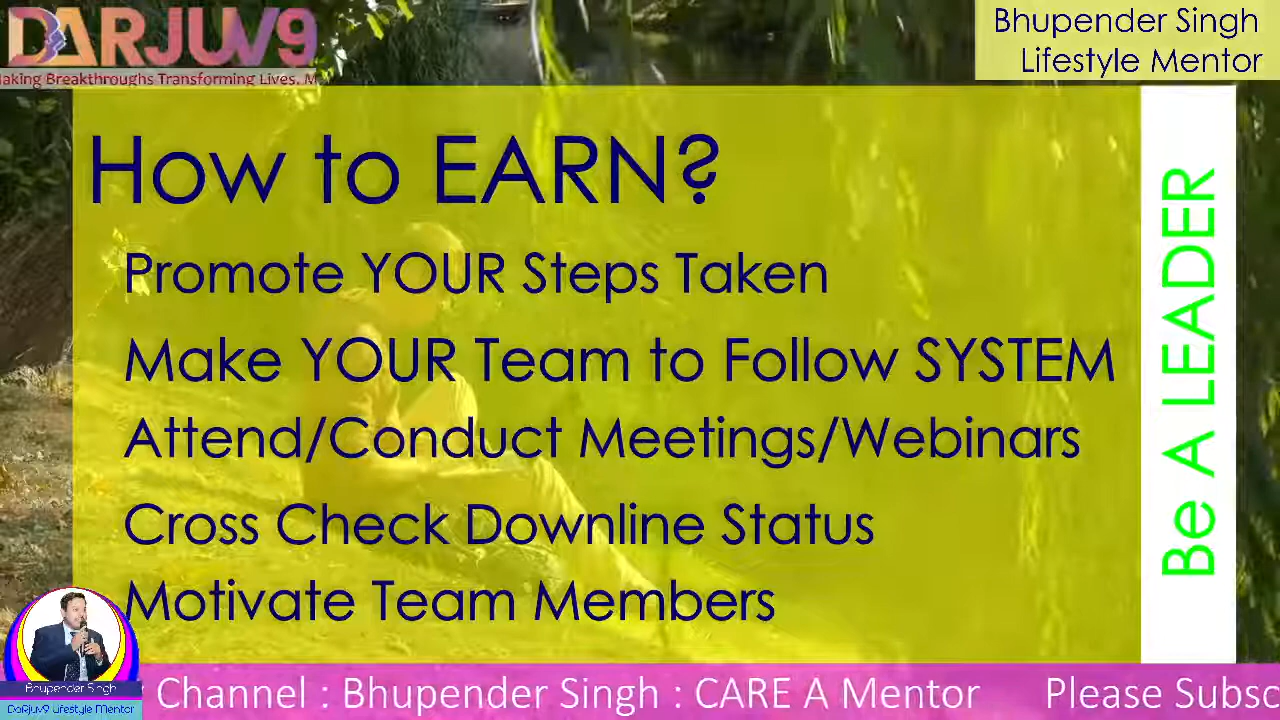 DARJUV9
aking Breakthroughs Transforming Lives. M
Bhupender Singh
Lifestyle Mentor
How to EARN?
Promote YOUR Steps Taken
Make YOUR Team to Follow SYSTEM
Attend/Conduct Meetings/Webinars
Cross Check Downline Status
Motivate Team Members
Be A LEADER
Bhupender Singh
DarJuv9 Lifestyle Mentor
Channel : Bhupender Singh : CARE A Mentor Please Subsc